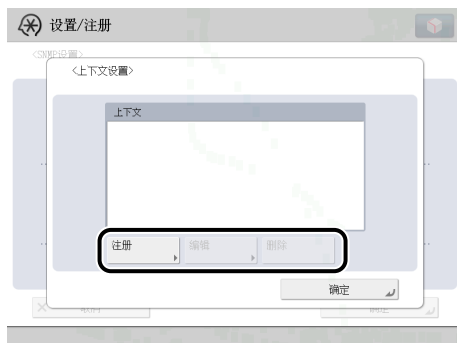 设置/注册
<SNMP设置>
<上下文设置>
上下文
注册 编辑 删除
确定
取消 确定